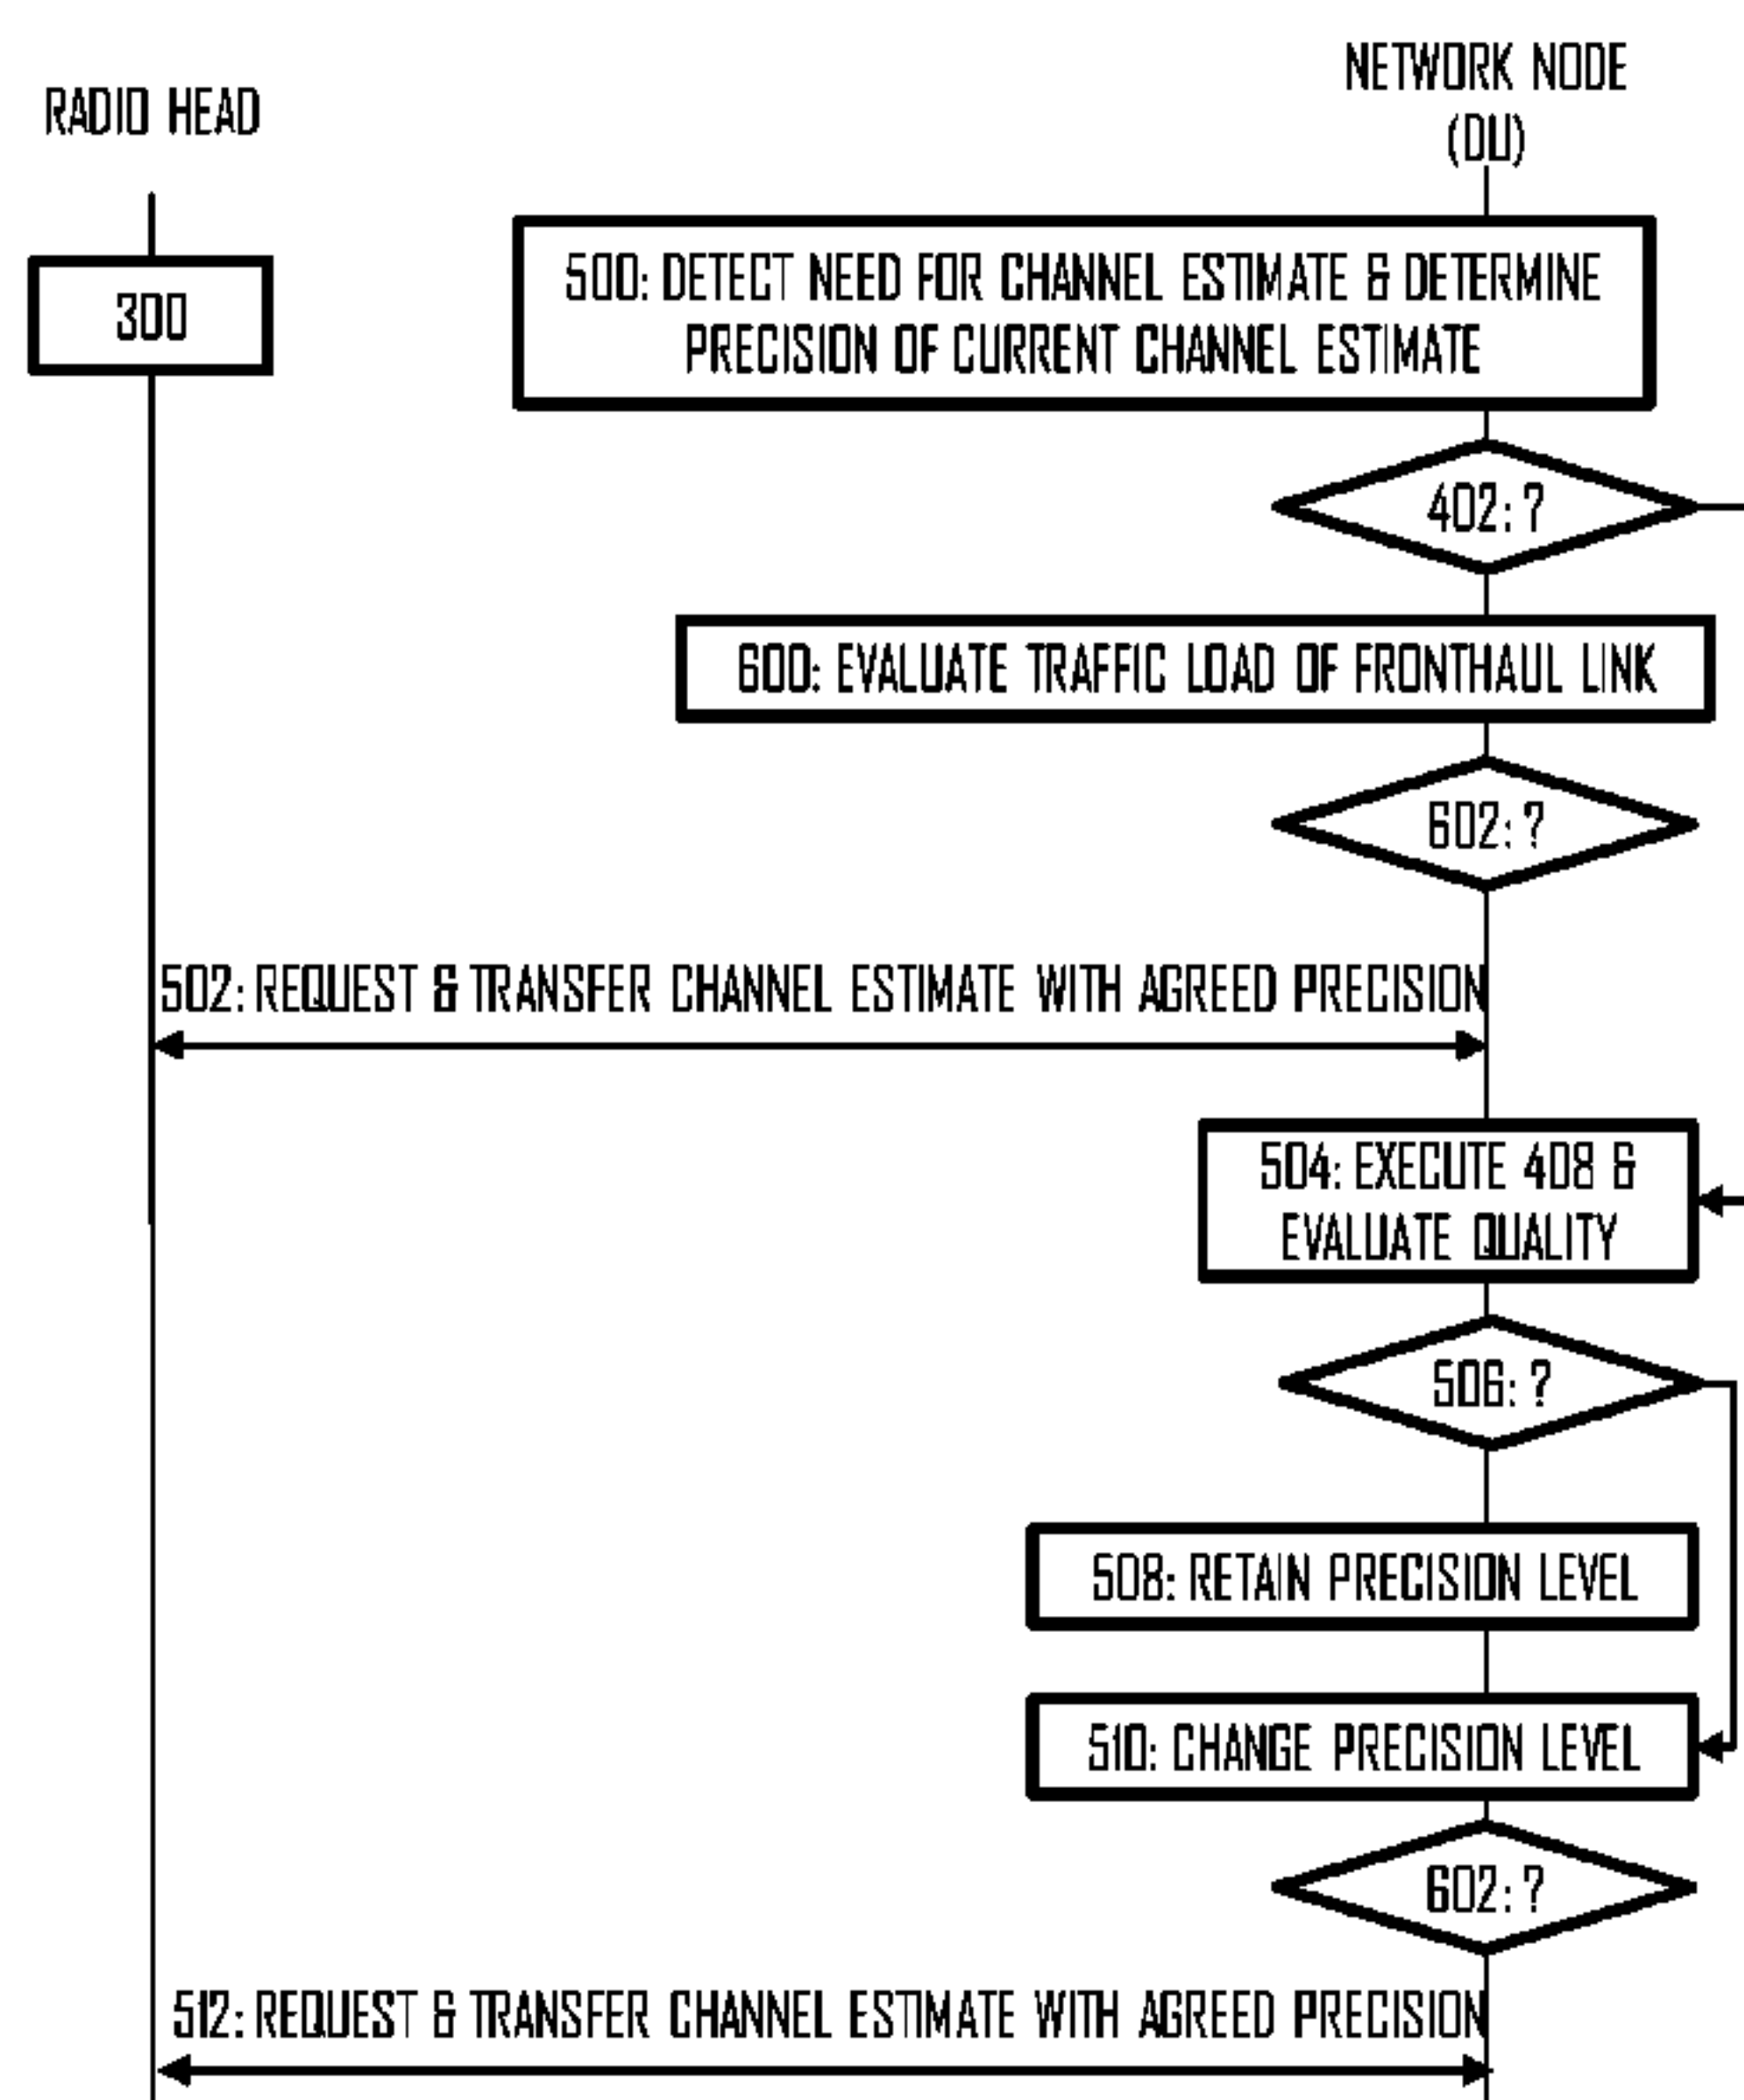 NETWORK NODE
(DU)
RADIO HEAD
500: DETECT NEED FOR CHANNEL ESTIMATE & DETERMINE
PRECISION OF CURRENT CHANNEL ESTIMATE
300
402: ?
600: EVALUATE TRAFFIC LOAD OF FRONTHAUL LINK
602: ?
502: REQUEST & TRANSFER CHANNEL ESTIMATE WITH AGREED PRECISION
504: EXECUTE 408 &
EVALUATE QUALITY
506: ?
508: RETAIN PRECISION LEVEL
510: CHANGE PRECISION LEVEL
602: ?
512: REQUEST & TRANSFER CHANNEL ESTIMATE WITH AGREED PRECISION